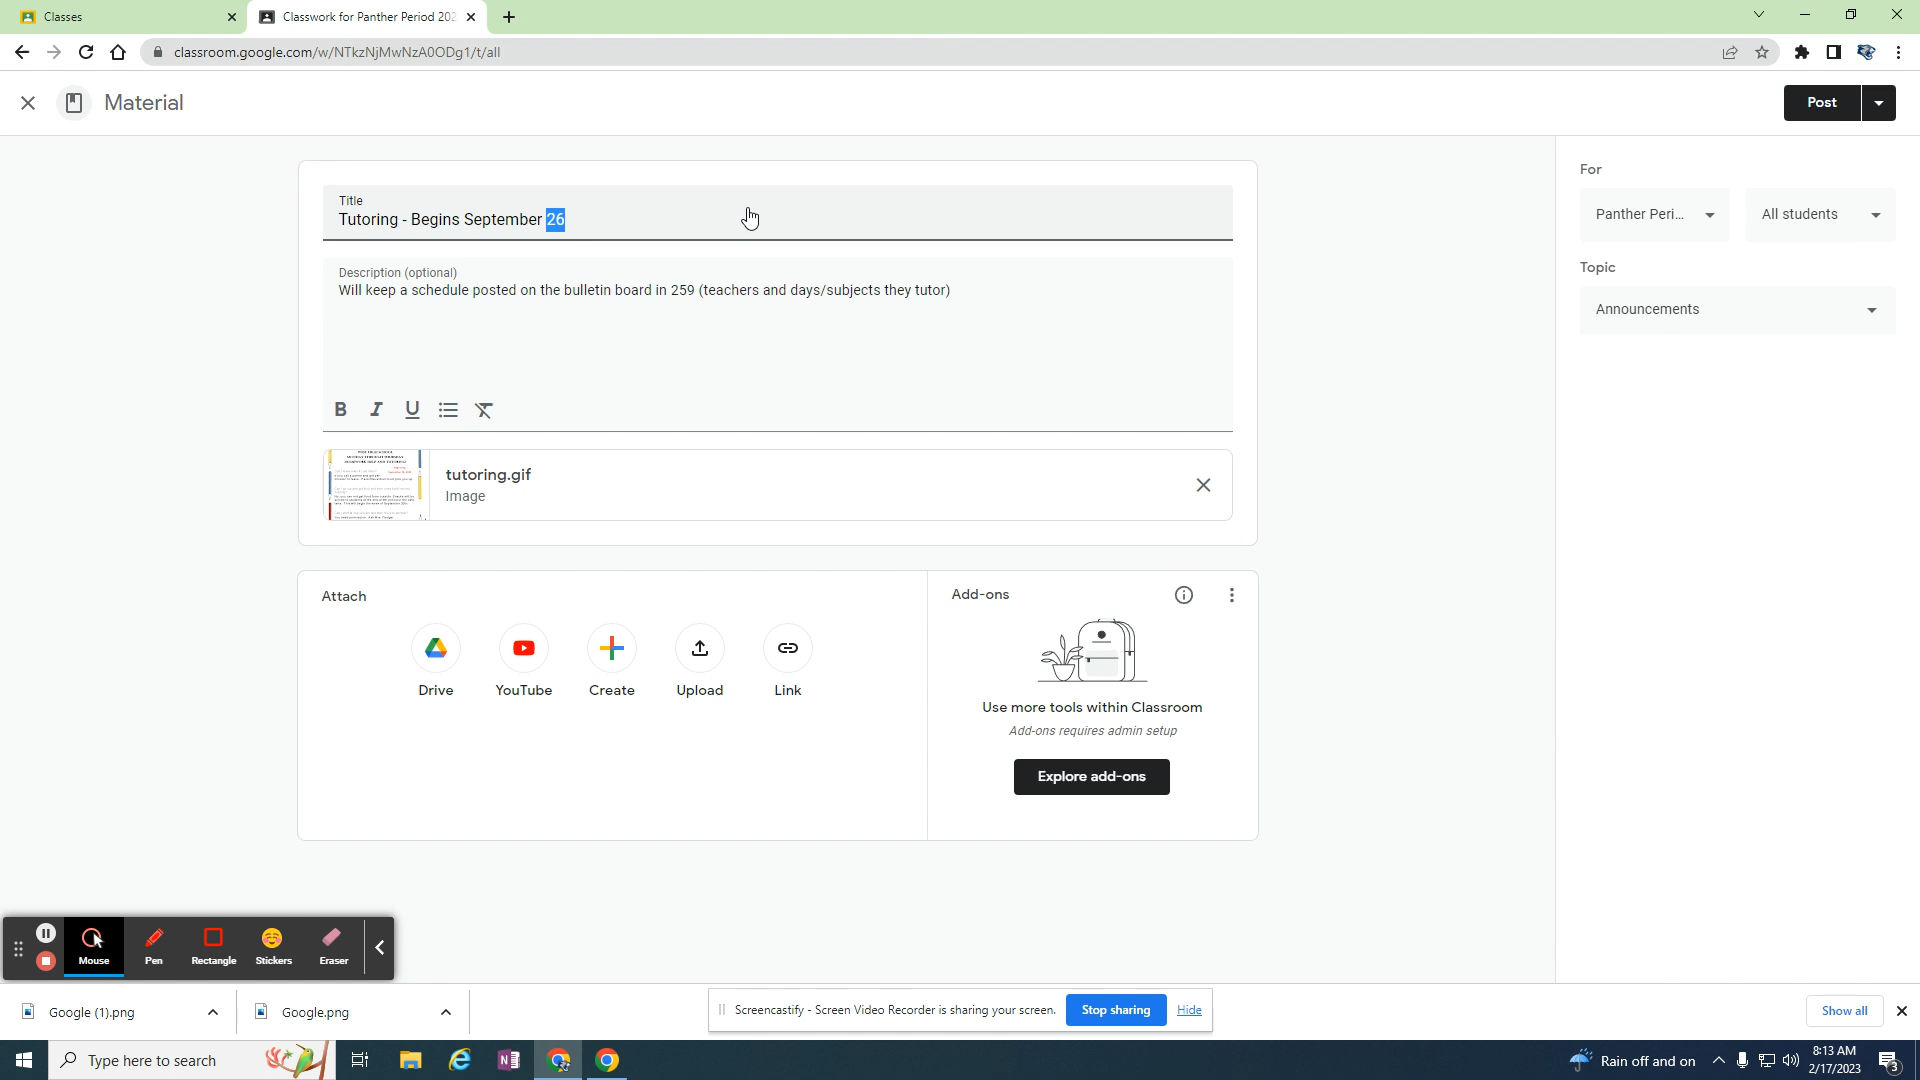 Classes
Classwork for Panther Period 202
classroom.google.com/w/NTkzNjMwNzA0ODg1/t/all
Material
Post
Title
Tutoring - Begins September 26
Description (optional)
Will keep a schedule posted on the bulletin board in 259 (teachers and days/subjects they tutor)
B I U
tutoring.gif
Image
For
Panther Peri...
All students
Topic
Announcements
Attach
Drive
YouTube
Create
Upload
Link
Add-ons
Use more tools within Classroom
Add-ons requires admin setup
Explore add-ons
Mouse
Pen
Rectangle
Stickers
Eraser
Google (1).png
Google.png
Screencastify - Screen Video Recorder is sharing your screen.
Stop sharing
Hide
Show all
Type here to search
Rain off and on
8:13 AM
2/17/2023
3